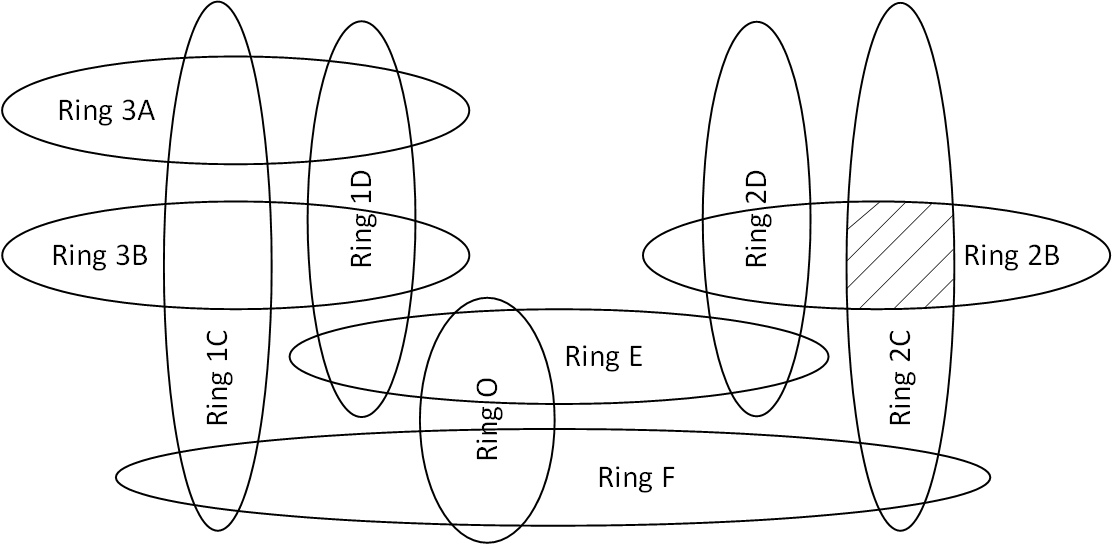 Ring 3A
Ring 1D
Ring 2D
Ring 3B
Ring 2B
Ring 1C
Ring E
Ring 2C
Ring O
Ring F